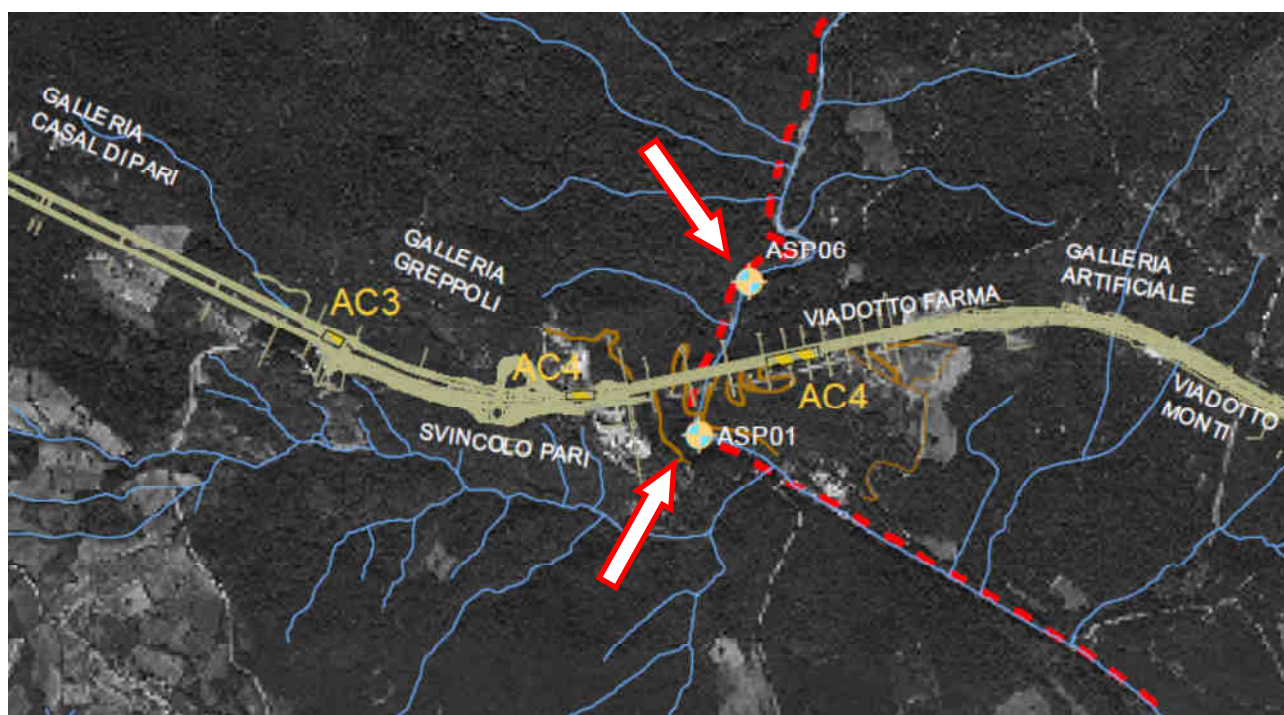 GALLERIA
CASAL DI PARI
GALLERIA
GREPPOLI
ASP06
GALLERIA
ARTIFICIALE
VIADOTTO FARMA
AC3
AC4
AC4
VIADOTTO
MONTI
SVINCOLO PARI
ASP01